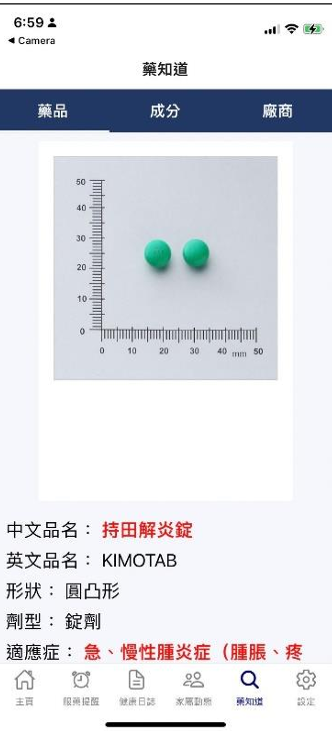 6:59
◀ Camera
藥知道
藥品 成分 廠商
50
40
30
20
10
0
0 10 20 30 40 mm 50
中文品名： 持田解炎錠
英文品名： KIMOTAB
形狀： 圓凸形
劑型： 錠劑
適應症： 急、慢性腫炎症（腫脹、疼
主頁 服藥提醒 健康日誌 家屬動態 藥知道 設定